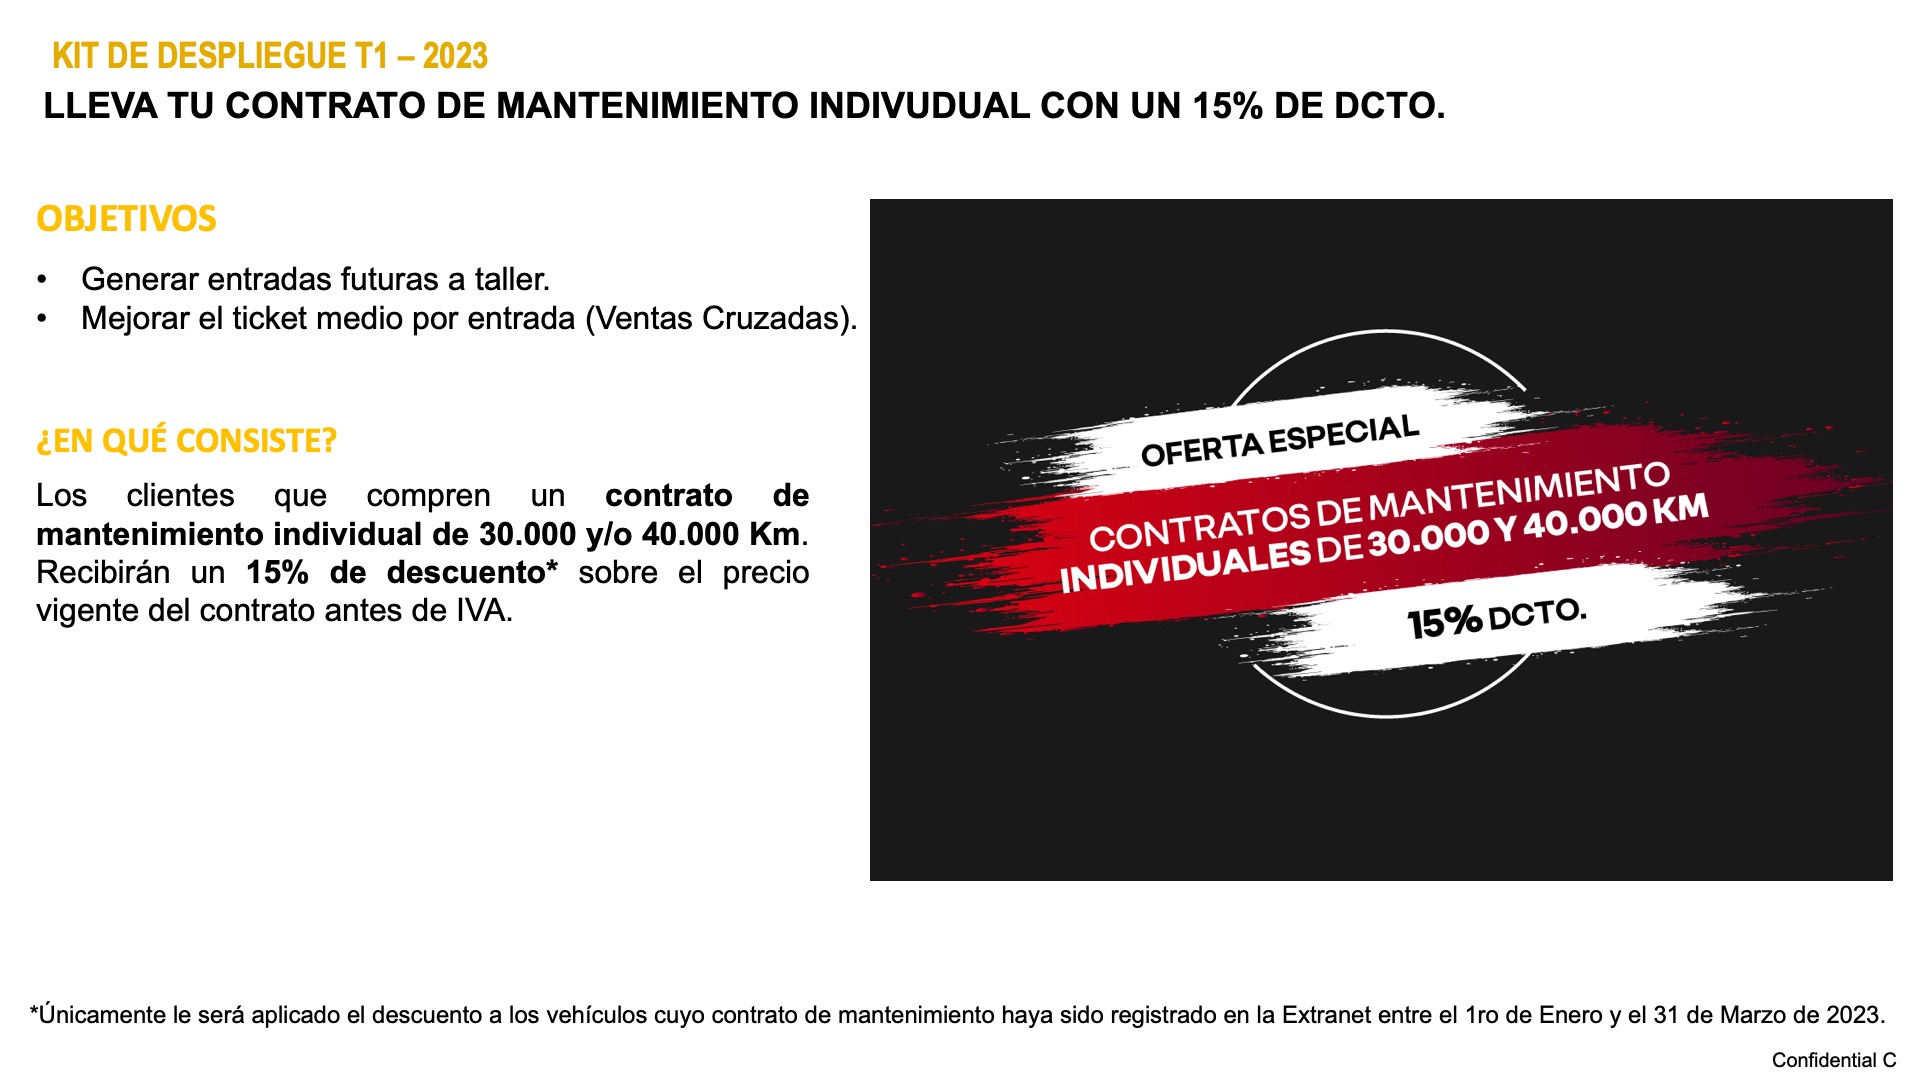 KIT DE DESPLIEGUE T1 – 2023
LLEVA TU CONTRATO DE MANTENIMIENTO INDIVUDUAL CON UN 15% DE DCTO.
OBJETIVOS
• Generar entradas futuras a taller.
• Mejorar el ticket medio por entrada (Ventas Cruzadas).
¿EN QUÉ CONSISTE?
Los clientes que compren un contrato de
mantenimiento individual de 30.000 y/o 40.000 Km.
Recibirán un 15% de descuento* sobre el precio
vigente del contrato antes de IVA.
OFERTA ESPECIAL
CONTRATOS DE MANTENIMIENTO
INDIVIDUALES DE 30.000 Y 40.000 KM
15% DCTO.
*Únicamente le será aplicado el descuento a los vehículos cuyo contrato de mantenimiento haya sido registrado en la Extranet entre el 1ro de Enero y el 31 de Marzo de 2023.
Confidential C